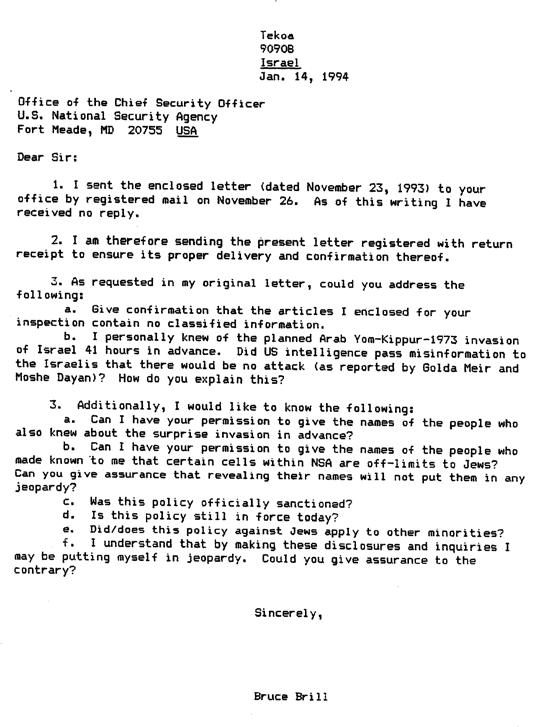 Tekoa
90908
Israel
Jan. 14, 1994
Office of the Chief Security Officer
U.S. National Security Agency
Fort Meade, MD 20755 USA
Dear Sir:
1. I sent the enclosed letter (dated November 23, 1993) to your
office by registered mail on November 26. As of this writing I have
received no reply.
2. I am therefore sending the present letter registered with return
receipt to ensure its proper delivery and confirmation thereof.
3. As requested in my original letter, could you address the
following:
a. Give confirmation that the articles I enclosed for your
inspection contain no classified information.
b. I personally knew of the planned Arab Yom-Kippur-1973 invasion
of Israel 41 hours in advance. Did US intelligence pass misinformation to
the Israelis that there would be no attack (as reported by Golda Meir and
Moshe Dayan)? How do you explain this?
3. Additionally, I would like to know the following:
a. Can I have your permission to give the names of the people who
also knew about the surprise invasion in advance?
b. Can I have your permission to give the names of the people who
made known to me that certain cells within NSA are off-limits to Jews?
Can you give assurance that revealing their names will not put them in any
jeopardy?
c. Was this policy officially sanctioned?
d. Is this policy still in force today?
e. Did/does this policy against Jews apply to other minorities?
f. I understand that by making these disclosures and inquiries I
may be putting myself in jeopardy. Could you give assurance to the
contrary?
Sincerely,
Bruce Brill